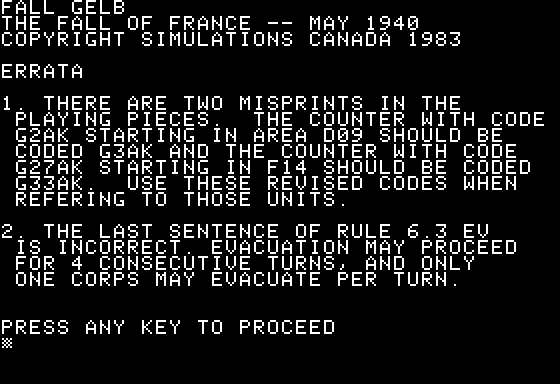 FALL GELB
THE FALL OF FRANCE -- MAY 1940
COPYRIGHT SIMULATIONS CANADA 1983
ERRATA
1. THERE ARE TWO MISPRINTS IN THE
PLAYING PIECES.  THE COUNTER WITH CODE
G2AK STARTING IN AREA D09 SHOULD BE
CODED G3AK AND THE COUNTER WITH CODE
G27AK STARTING IN F14 SHOULD BE CODED
G33AK.  USE THESE REVISED CODES WHEN
REFERING TO THOSE UNITS.
2. THE LAST SENTENCE OF RULE 6.3 EV
IS INCORRECT. EVACUATION MAY PROCEED
FOR 4 CONSECUTIVE TURNS, AND ONLY
ONE CORPS MAY EVACUATE PER TURN.
PRESS ANY KEY TO PROCEED